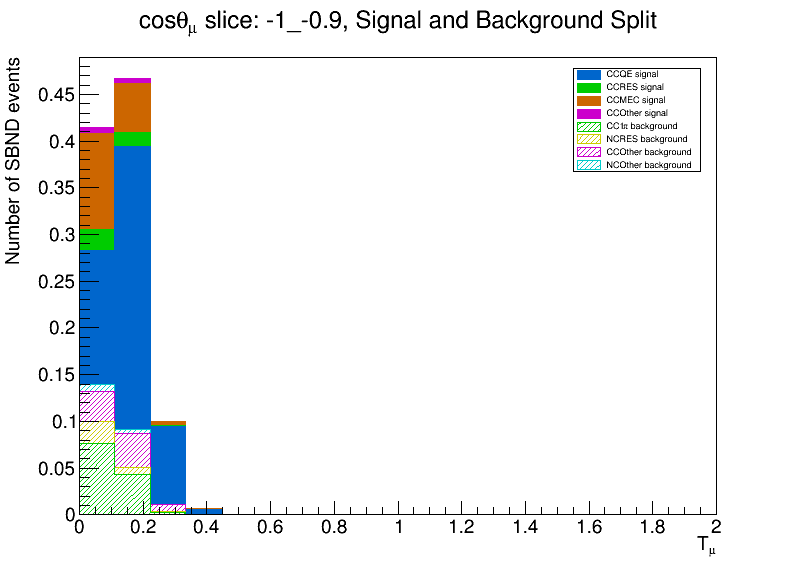 cosθμ slice: -1_-0.9, Signal and Background Split
Number of SBND events
CCQE signal
CCRES signal
CCMEC signal
CCOther signal
CC1π background
NCRES background
CCOther background
NCOther background
0.45
0.4
0.35
0.3
0.25
0.2
0.15
0.1
0.05
0
0 0.2 0.4 0.6 0.8 1 1.2 1.4 1.6 1.8 2
Tμ